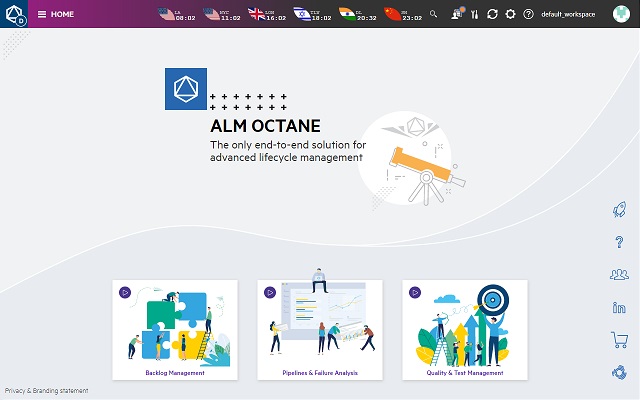 D
HOME
LA
08:02
NYC
11:02
LON
16:02
TLV
18:02
DL
20:32
23:02
default_workspace
ALM OCTANE
The only end-to-end solution for
advanced lifecycle management
?
in
Backlog Management
Pipelines & Failure Analysis
Quality & Test Management
Privacy & Branding statement